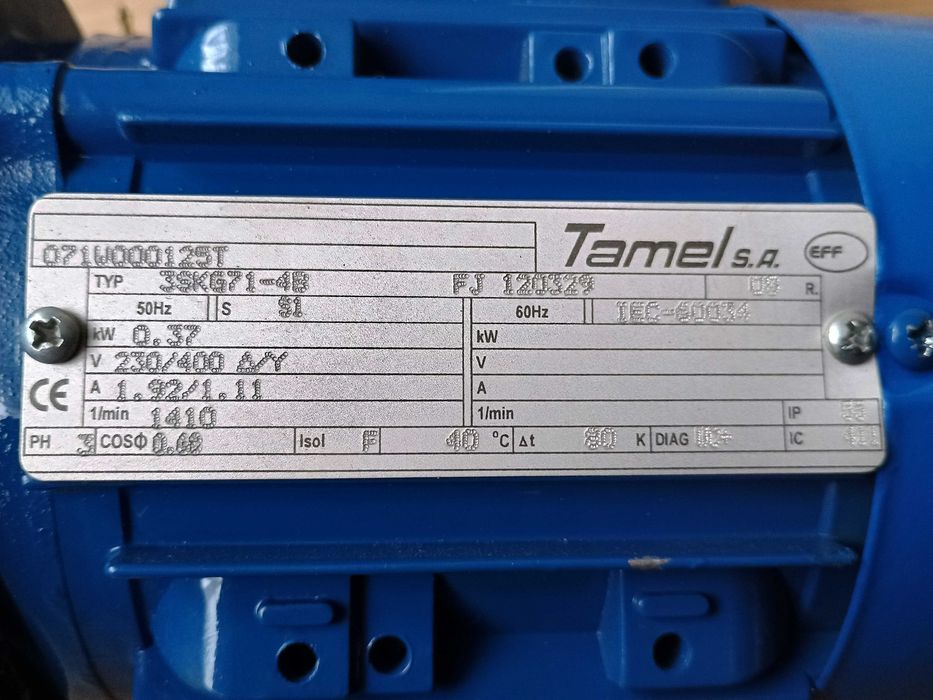 Tamel S.A. EFF
071W000125T
TYP 3SKG71-4B FJ 120329 08 R.
50Hz S S1 60Hz IEC-60034
kW 0.37 kW
V 230/400 Δ/Y V
A 1.92/1.11 A
CE
1/min 1410 1/min IP
PH 3 COSΦ Isol F 40 °C Δt 80 K DIAG IC